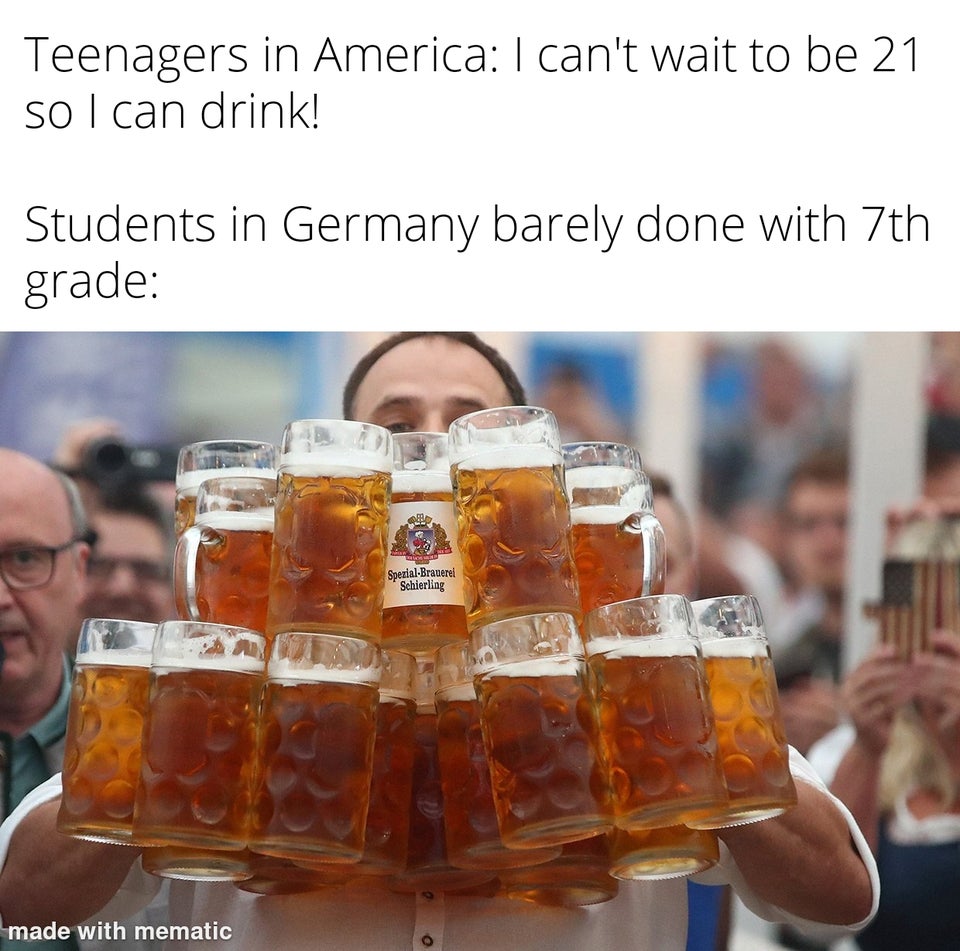 Teenagers in America: I can't wait to be 21
so I can drink!
Students in Germany barely done with 7th
grade:
Spezial-Brauerei
Schierling
made with mematic